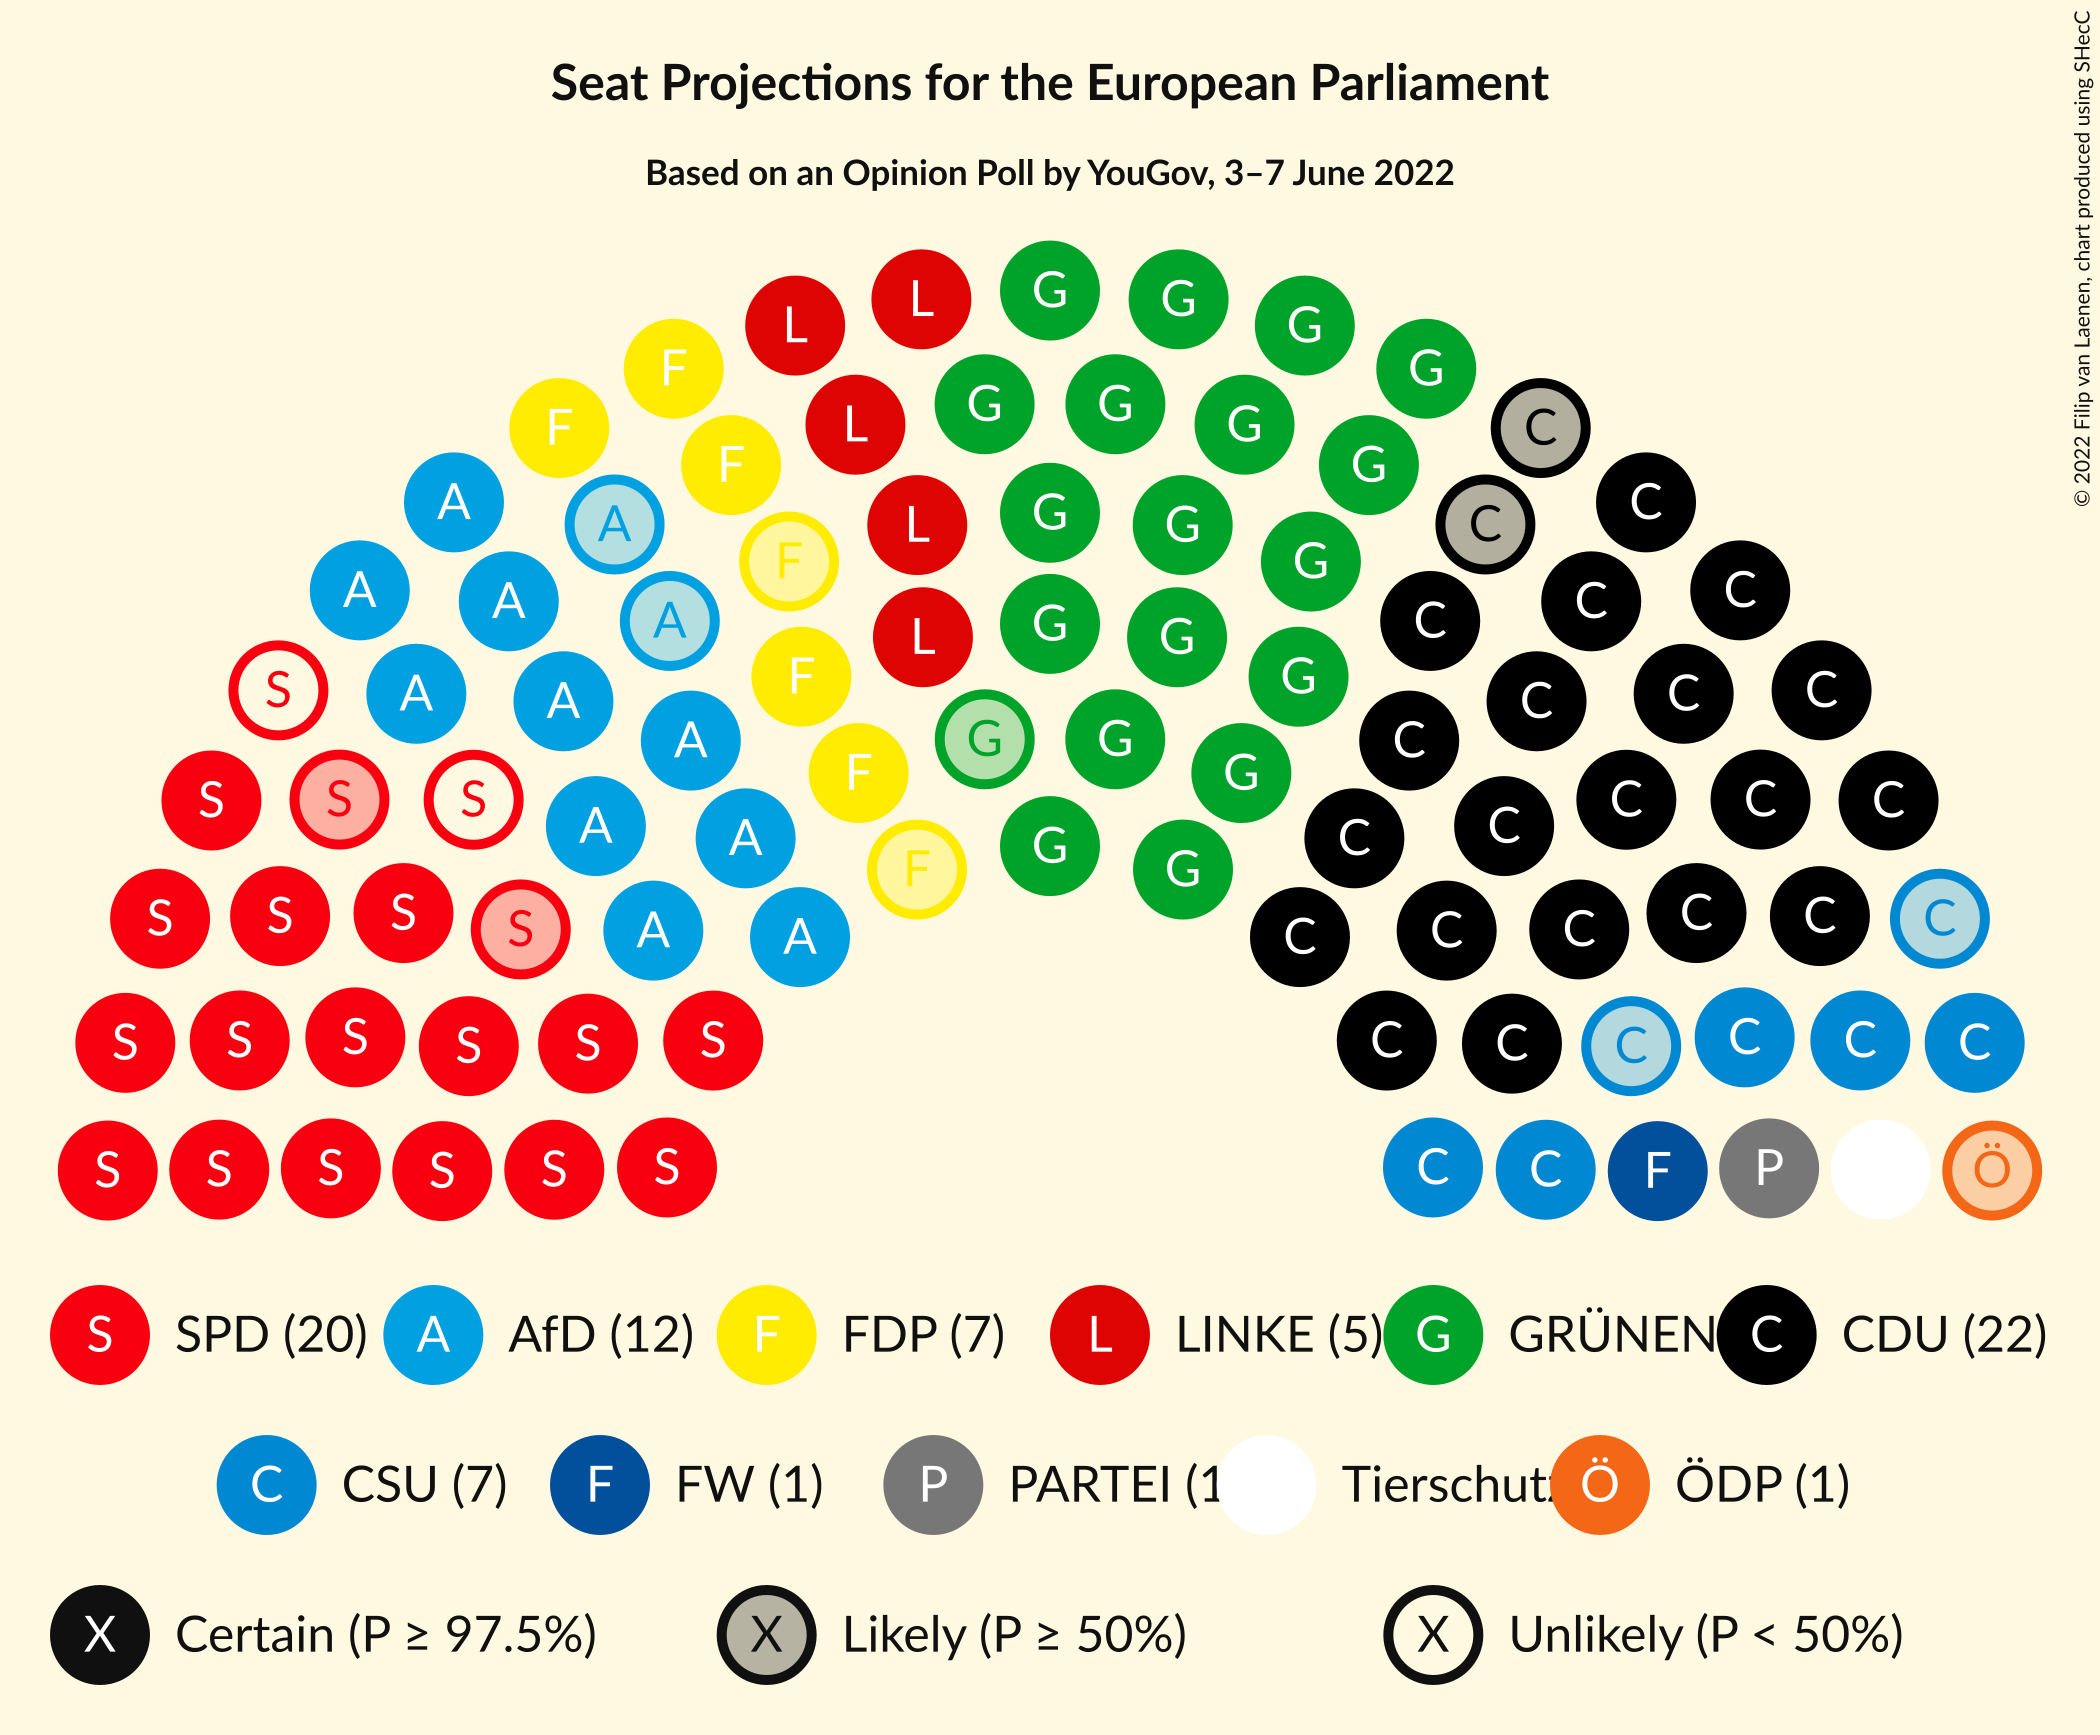 Seat Projections for the European Parliament
Based on an Opinion Poll by YouGov, 3–7 June 2022
© 2022 Filip van Laenen, chart produced using SHecC
L L G G G
F L G G G G
F F L G G G G C
A A F L G G G C C
A A A F L G G G C C C
S A A A F G G G C C C C
S S S A A F G G C C C C C
S S S S A A C C C C C C
S S S S S S C C C C C C
S S S S S S C C F P Ö
S SPD (20) A AfD (12) F FDP (7) L LINKE (5) G GRÜNEN C CDU (22)
C CSU (7) F FW (1) P PARTEI (1 Tierschutz Ö ÖDP (1)
X Certain (P ≥ 97.5%) X Likely (P ≥ 50%) X Unlikely (P < 50%)